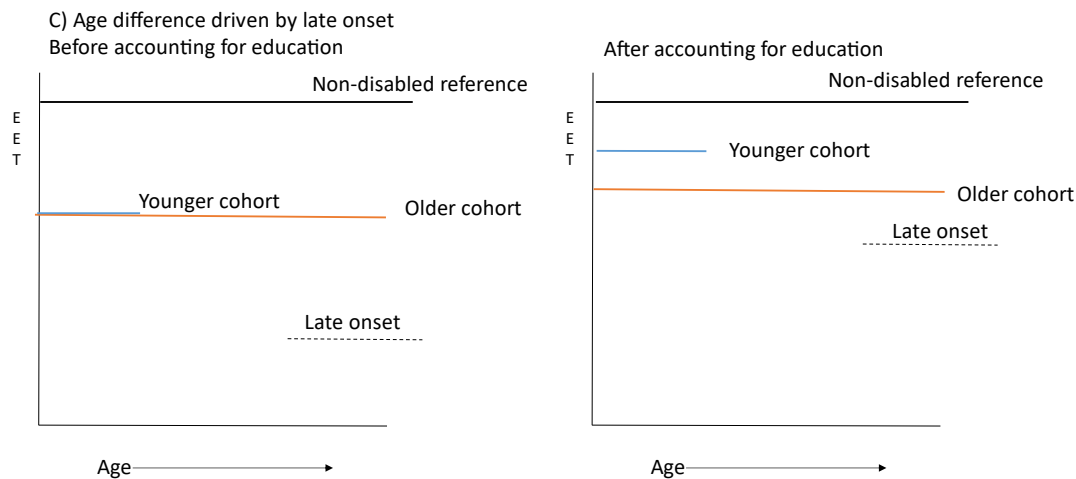 C) Age difference driven by late onset
Before accounting for education
Non-disabled reference
E
E
T
Younger cohort
Older cohort
Late onset
Age
After accounting for education
Non-disabled reference
E
E
T
Younger cohort
Older cohort
Late onset
Age